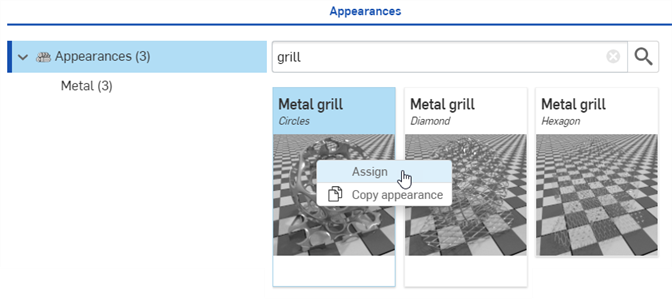 Appearances
Appearances (3)
Metal (3)
grill
Metal grill
Circles
Metal grill
Diamond
Metal grill
Hexagon
Assign
Copy appearance